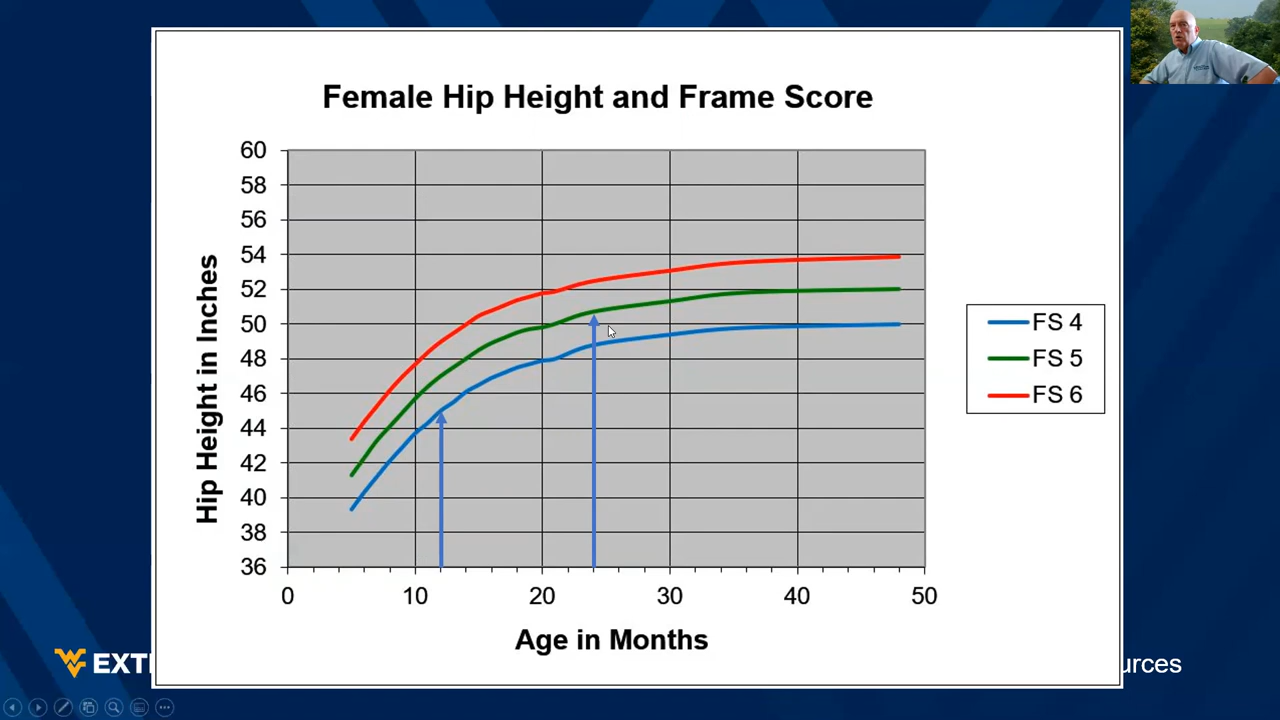 Female Hip Height and Frame Score
60
58
56
54
52
50
48
46
44
42
40
38
36
Hip Height in Inches
0 10 20 30 40 50
Age in Months
FS 4
FS 5
FS 6
EXT
urces